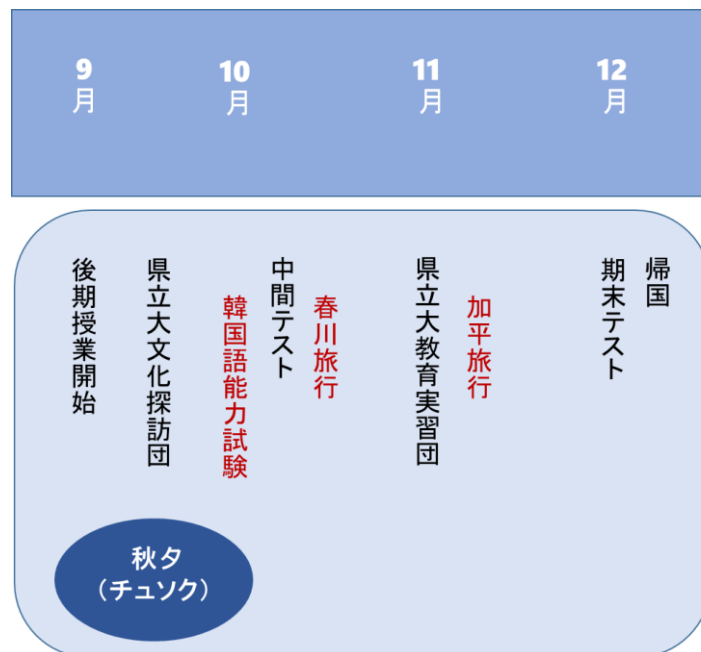 9
月
10
月
11
月
12
月
後期授業開始
県立大文化探訪団
韓国語能力試験
中間テスト
春川旅行
県立大教育実習団
加平旅行
期末テスト
帰国
秋夕
（チュソク）